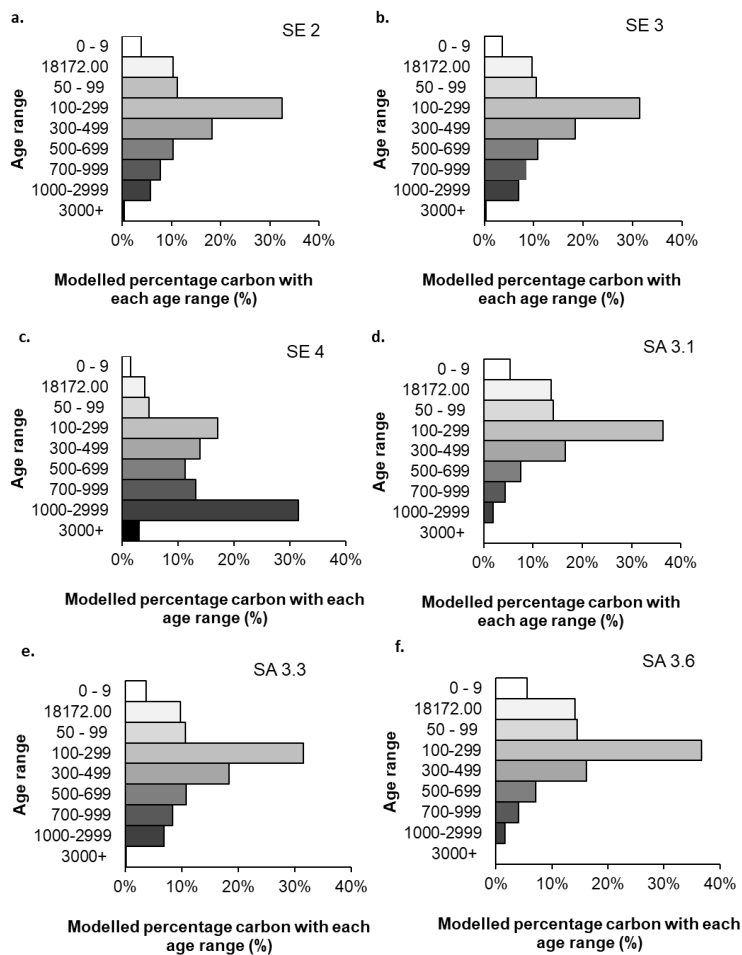 a.
SE 2
Age range
0 - 9
18172.00
50 - 99
100-299
300-499
500-699
700-999
1000-2999
3000+
0% 10% 20% 30% 40%
Modelled percentage carbon with
each age range (%)
b.
SE 3
Age range
0 - 9
18172.00
50 - 99
100-299
300-499
500-699
700-999
1000-2999
3000+
0% 10% 20% 30% 40%
Modelled percentage carbon with
each age range (%)
c.
SE 4
Age range
0 - 9
18172.00
50 - 99
100-299
300-499
500-699
700-999
1000-2999
3000+
0% 10% 20% 30% 40%
Modelled percentage carbon with each
age range (%)
d.
SA 3.1
Age range
0 - 9
18172.00
50 - 99
100-299
300-499
500-699
700-999
1000-2999
3000+
0% 10% 20% 30% 40%
Modelled percentage carbon with
each age range (%)
e.
SA 3.3
Age range
0 - 9
18172.00
50 - 99
100-299
300-499
500-699
700-999
1000-2999
3000+
0% 10% 20% 30% 40%
Modelled percentage carbon with each
age range (%)
f.
SA 3.6
Age range
0 - 9
18172.00
50 - 99
100-299
300-499
500-699
700-999
1000-2999
3000+
0% 10% 20% 30% 40%
Modelled percentage carbon with each
age range (%)